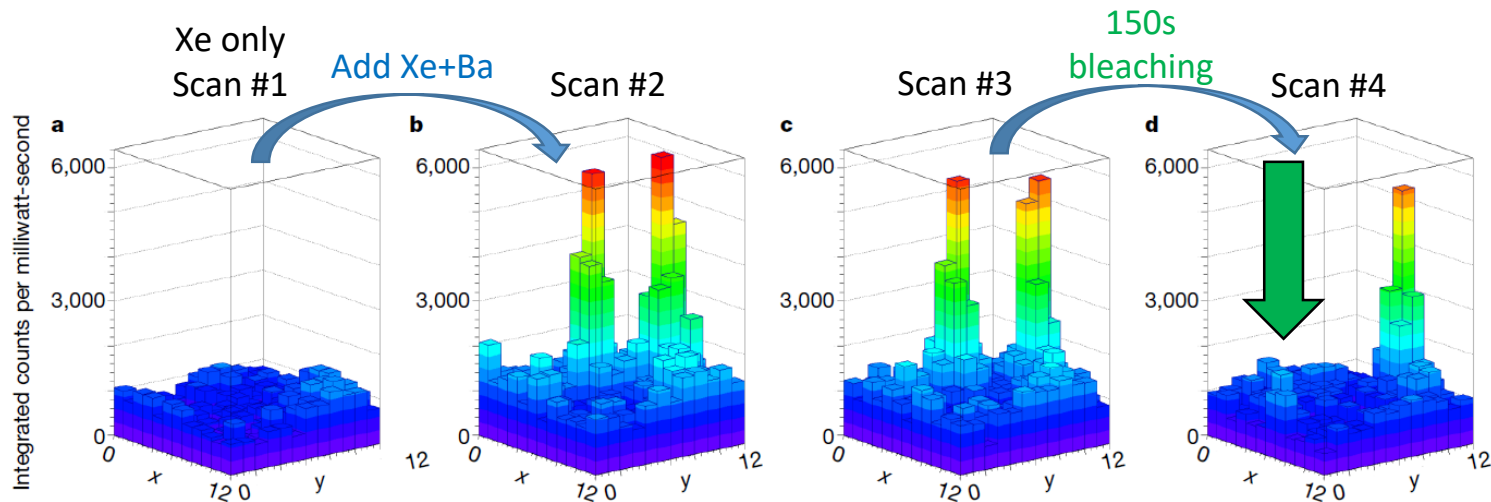 Xe only
Scan #1
Add Xe+Ba
Scan #2
Scan #3
150s
bleaching
Scan #4
a
b
c
d
Integrated counts per milliwatt-second
6,000
3,000
0
0
x
12
0
y
12
6,000
3,000
0
0
x
12
0
y
12
6,000
3,000
0
0
x
12
0
y
12
6,000
3,000
0
0
x
12
0
y
12